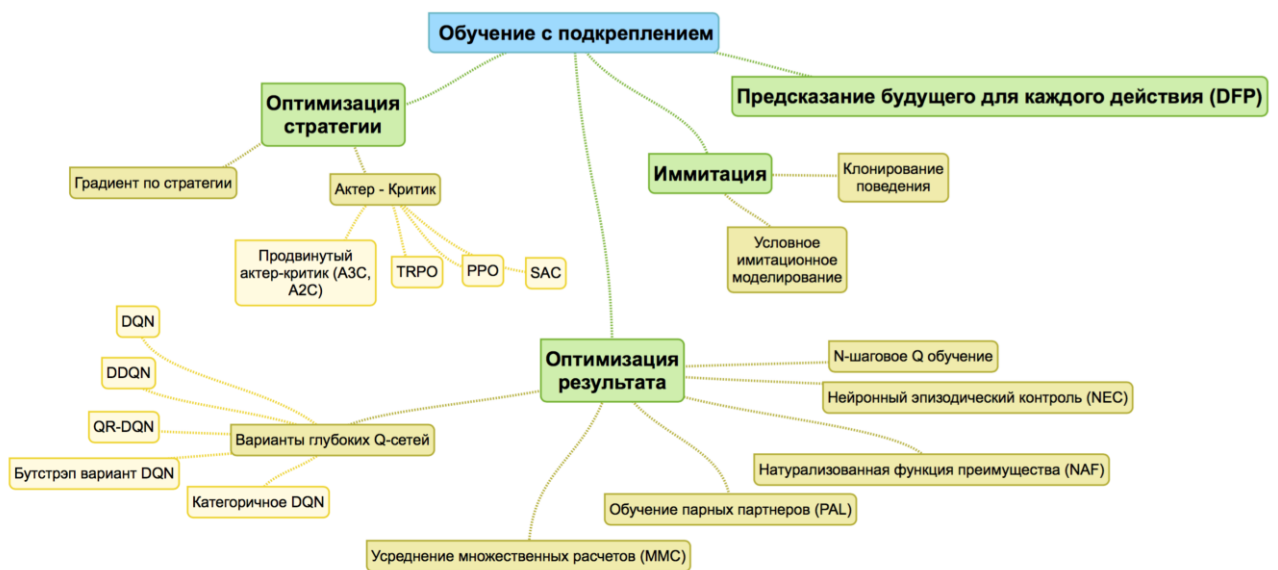 Обучение с подкреплением
Оптимизация
стратегии
Предсказание будущего для каждого действия (DFP)
Градиент по стратегии
Актер - Критик
Иммитация
Клонирование
поведения
Продвинутый
актер-критик (A3C,
A2C)
TRPO
PPO
SAC
Условное
имитационное
моделирование
DQN
DDQN
QR-DQN
Бутстрэп вариант DQN
Категоричное DQN
Варианты глубоких Q-сетей
Оптимизация
результата
N-шаговое Q обучение
Нейронный эпизодический контроль (NEC)
Натурализованная функция преимущества (NAF)
Обучение парных партнеров (PAL)
Усреднение множественных расчетов (MMC)